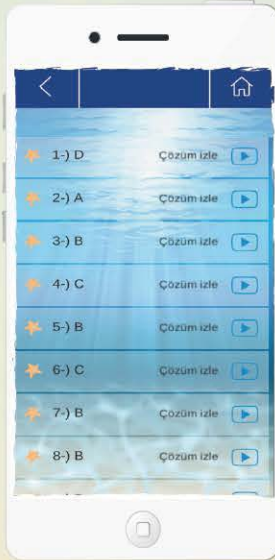 1-) D Çözüm izle
2-) A Çözüm izle
3-) B Çözüm izle
4-) C Çözüm izle
5-) B Çözüm izle
6-) C Çözüm izle
7-) B Çözüm izle
8-) B Çözüm izle